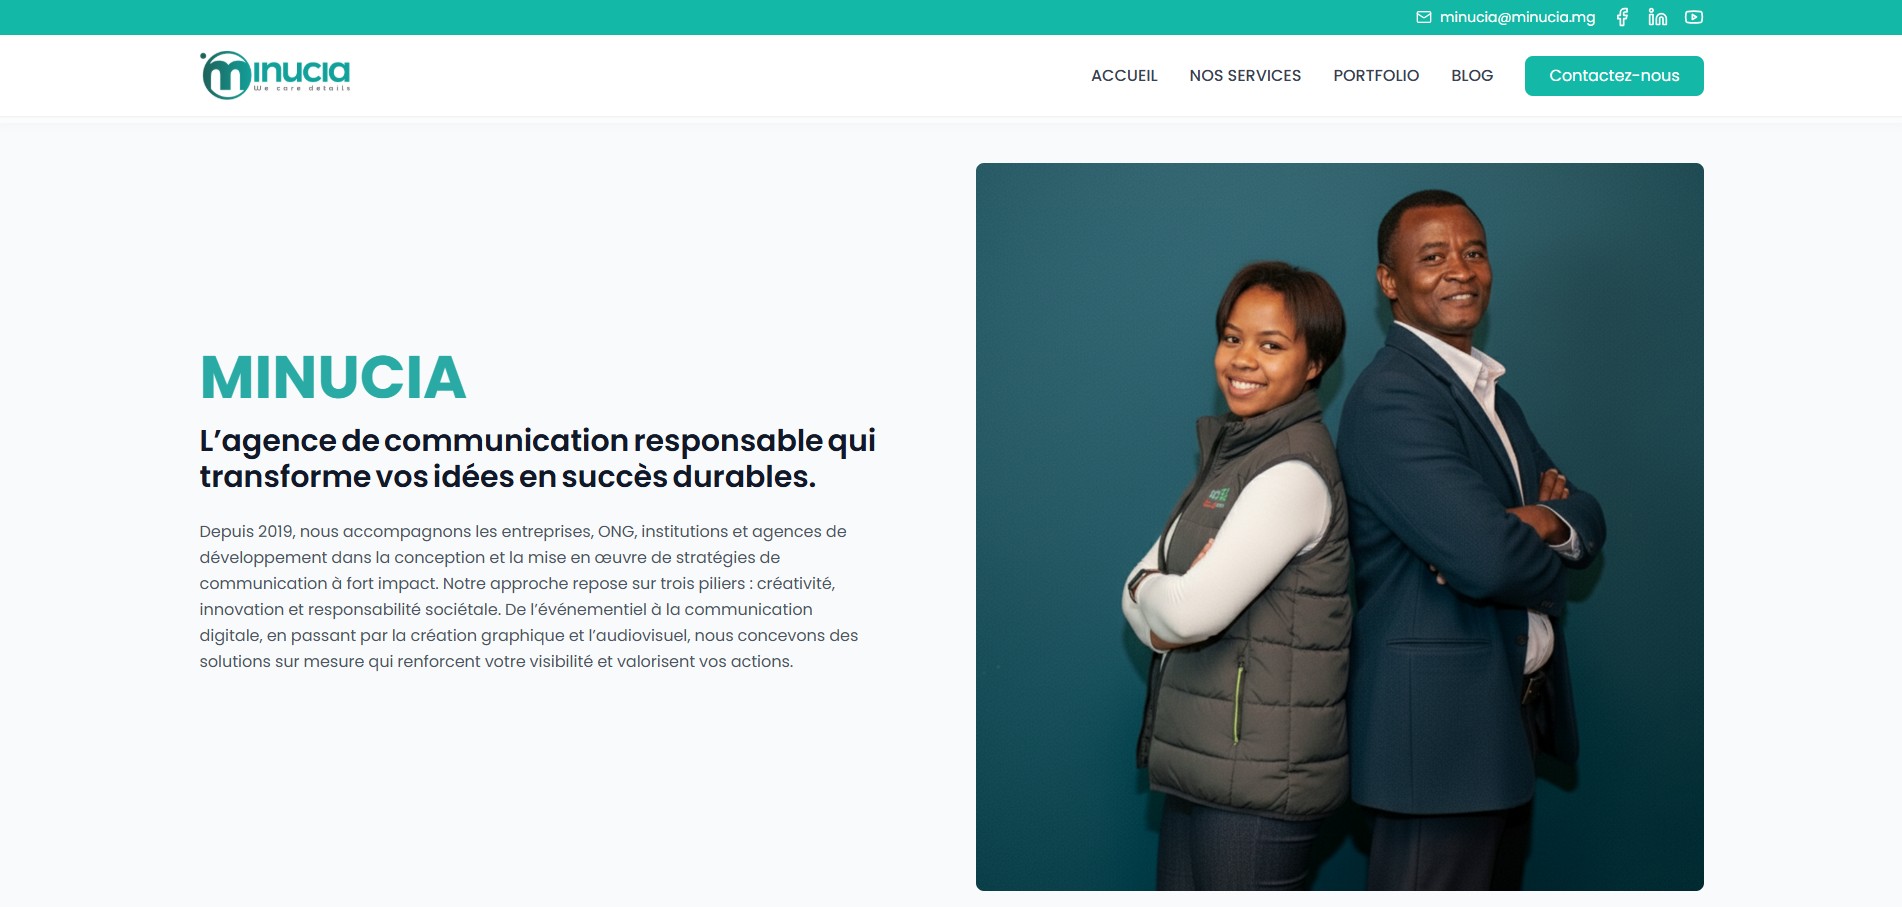 minucia@minucia.mg
minucia
We care details
ACCUEIL NOS SERVICES PORTFOLIO BLOG Contactez-nous
MINUCIA
L’agence de communication responsable qui
transforme vos idées en succès durables.
Depuis 2019, nous accompagnons les entreprises, ONG, institutions et agences de
développement dans la conception et la mise en œuvre de stratégies de
communication à fort impact. Notre approche repose sur trois piliers : créativité,
innovation et responsabilité sociétale. De l’événementiel à la communication
digitale, en passant par la création graphique et l’audiovisuel, nous concevons des
solutions sur mesure qui renforcent votre visibilité et valorisent vos actions.